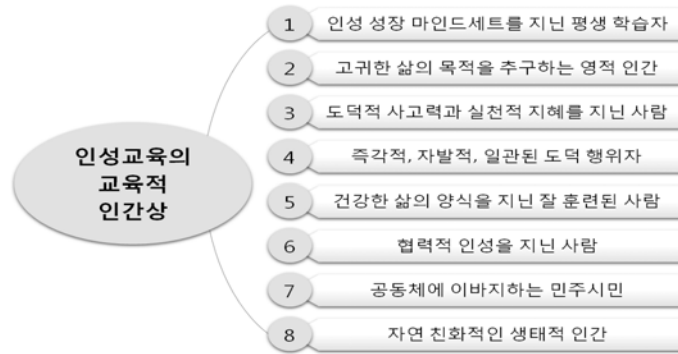 인성교육의
교육적
인간상
1 인성 성장 마인드세트를 지닌 평생 학습자
2 고귀한 삶의 목적을 추구하는 영적 인간
3 도덕적 사고력과 실천적 지혜를 지닌 사람
4 즉각적, 자발적, 일관된 도덕 행위자
5 건강한 삶의 양식을 지닌 잘 훈련된 사람
6 협력적 인성을 지닌 사람
7 공동체에 이바지하는 민주시민
8 자연 친화적인 생태적 인간